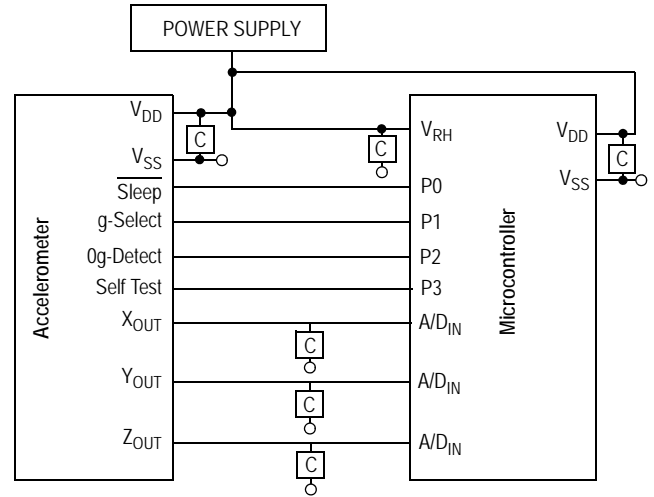 POWER SUPPLY
Accelerometer
V_DD
C
V_SS
Sleep
g-Select
0g-Detect
Self Test
X_OUT
Y_OUT
Z_OUT
C
C
C
C
V_RH
P0
P1
P2
P3
A/D_IN
A/D_IN
A/D_IN
Microcontroller
V_DD
C
V_SS